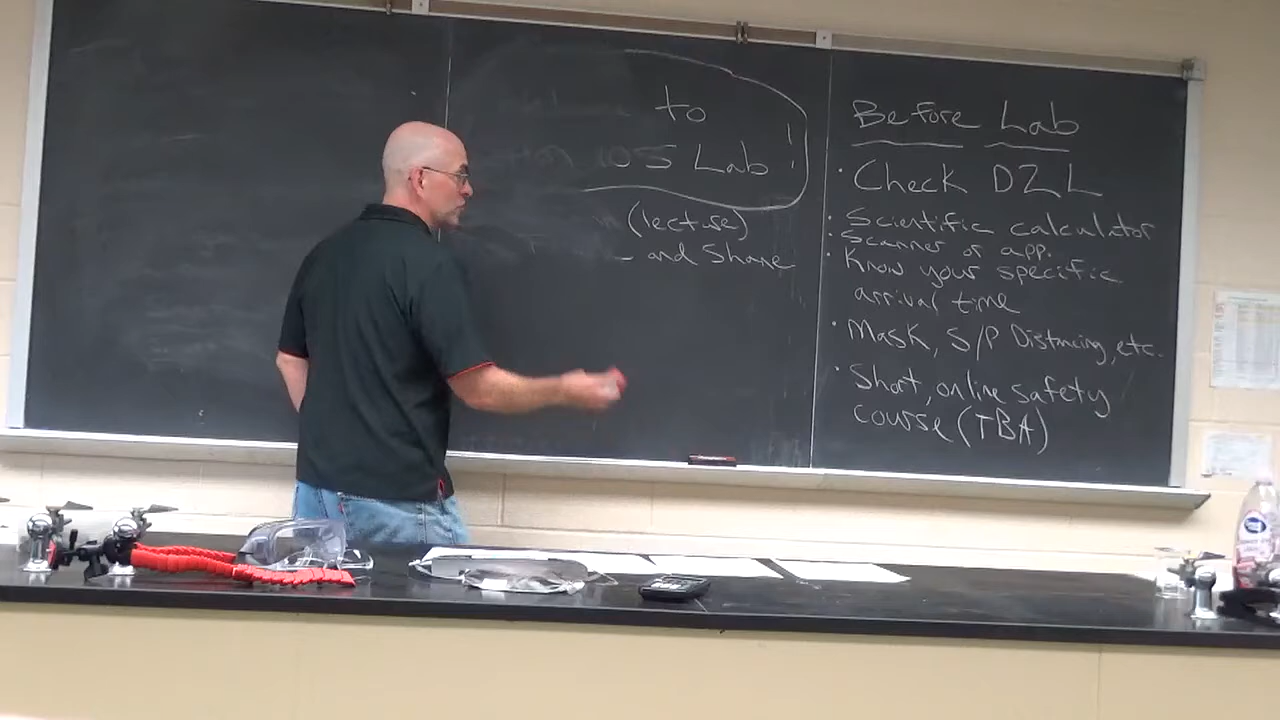 to
105 Lab!
(lecture)
- and Shane
Before Lab
• Check D2L
• Scientific calculator
• Scanner or app.
• Know your specific
arrival time
• Mask, S/P Distancing, etc.
• Short, online safety
course (TBA)